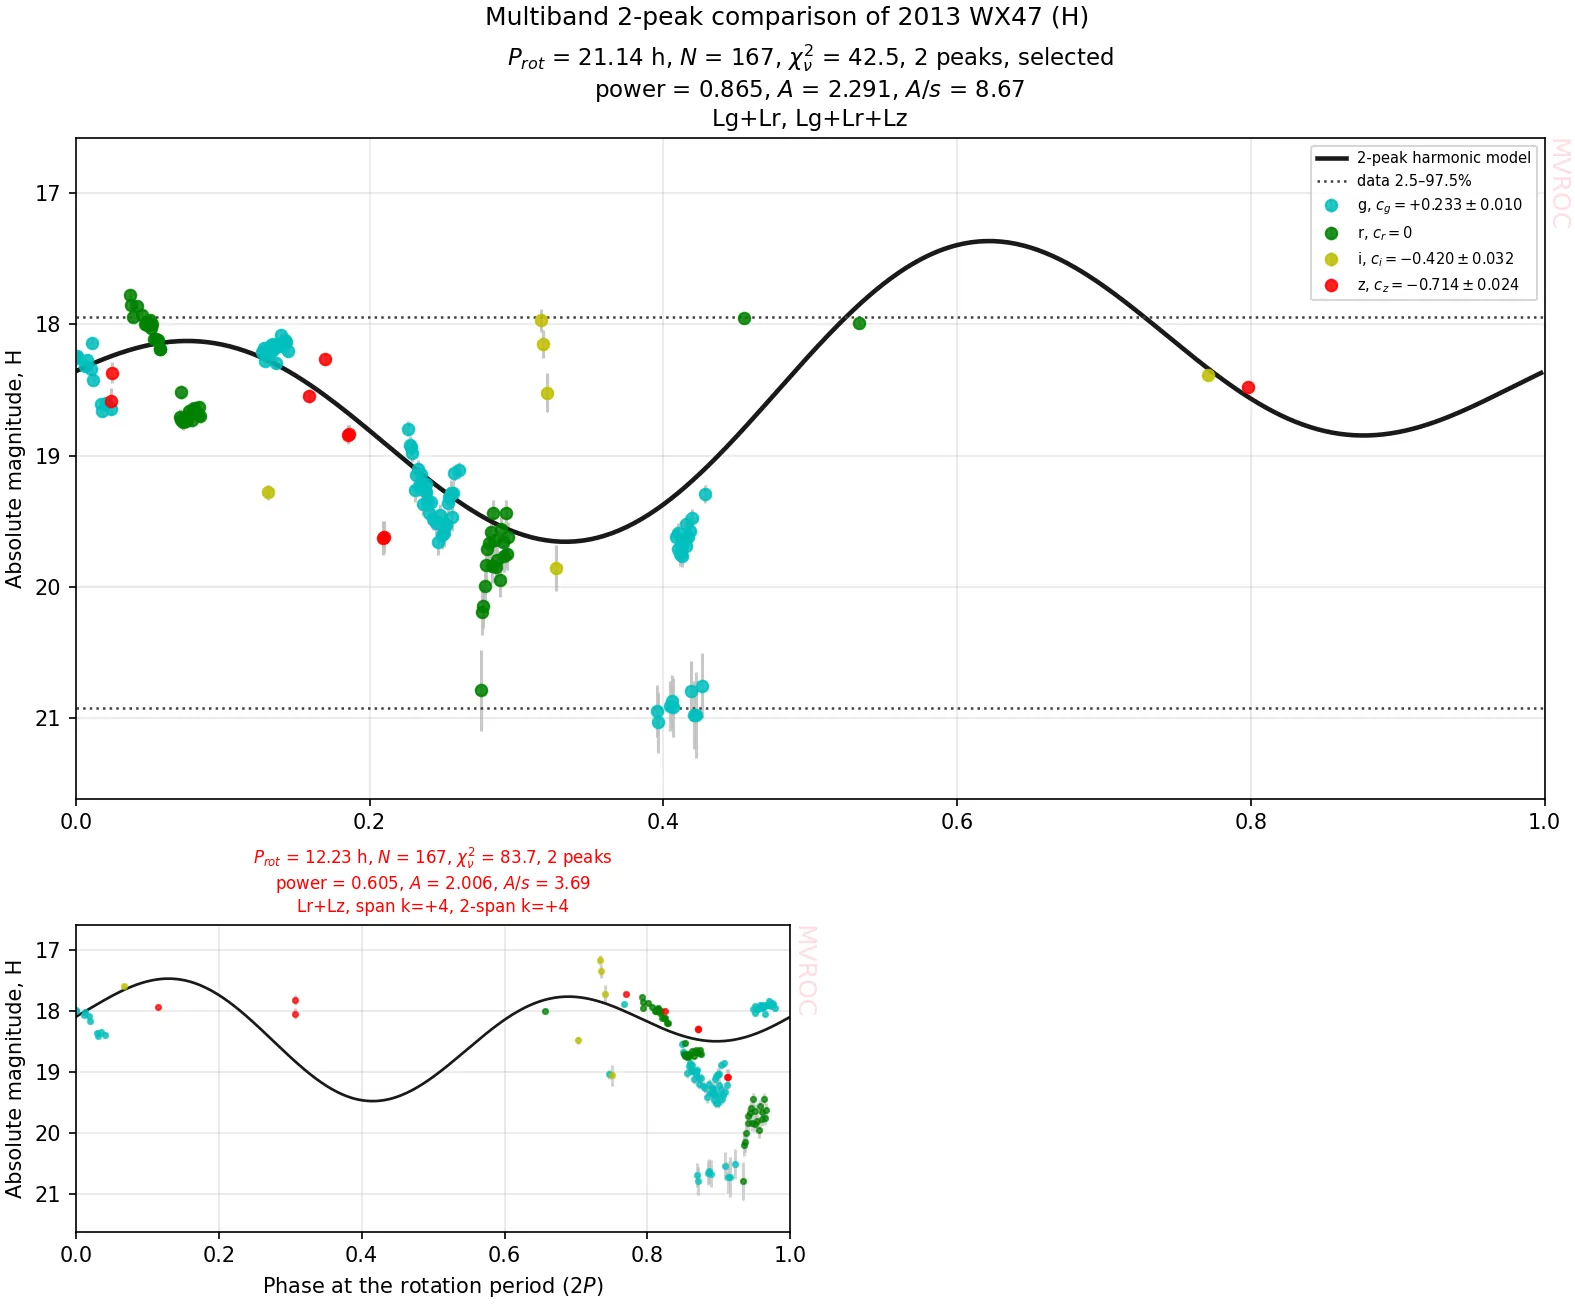 Multiband 2-peak comparison of 2013 WX47 (H)
P_rot = 21.14 h, N = 167, χ²_ν = 42.5, 2 peaks, selected
power = 0.865, A = 2.291, A/s = 8.67
Lg+Lr, Lg+Lr+Lz
2-peak harmonic model
data 2.5–97.5%
g, c_g = +0.233 ± 0.010
r, c_r = 0
i, c_i = −0.420 ± 0.032
z, c_z = −0.714 ± 0.024
MVROC
Absolute magnitude, H
17
18
19
20
21
0.0 0.2 0.4 0.6 0.8 1.0
P_rot = 12.23 h, N = 167, χ²_ν = 83.7, 2 peaks
power = 0.605, A = 2.006, A/s = 3.69
Lr+Lz, span k=+4, 2-span k=+4
MVROC
Absolute magnitude, H
17
18
19
20
21
0.0 0.2 0.4 0.6 0.8 1.0
Phase at the rotation period (2P)